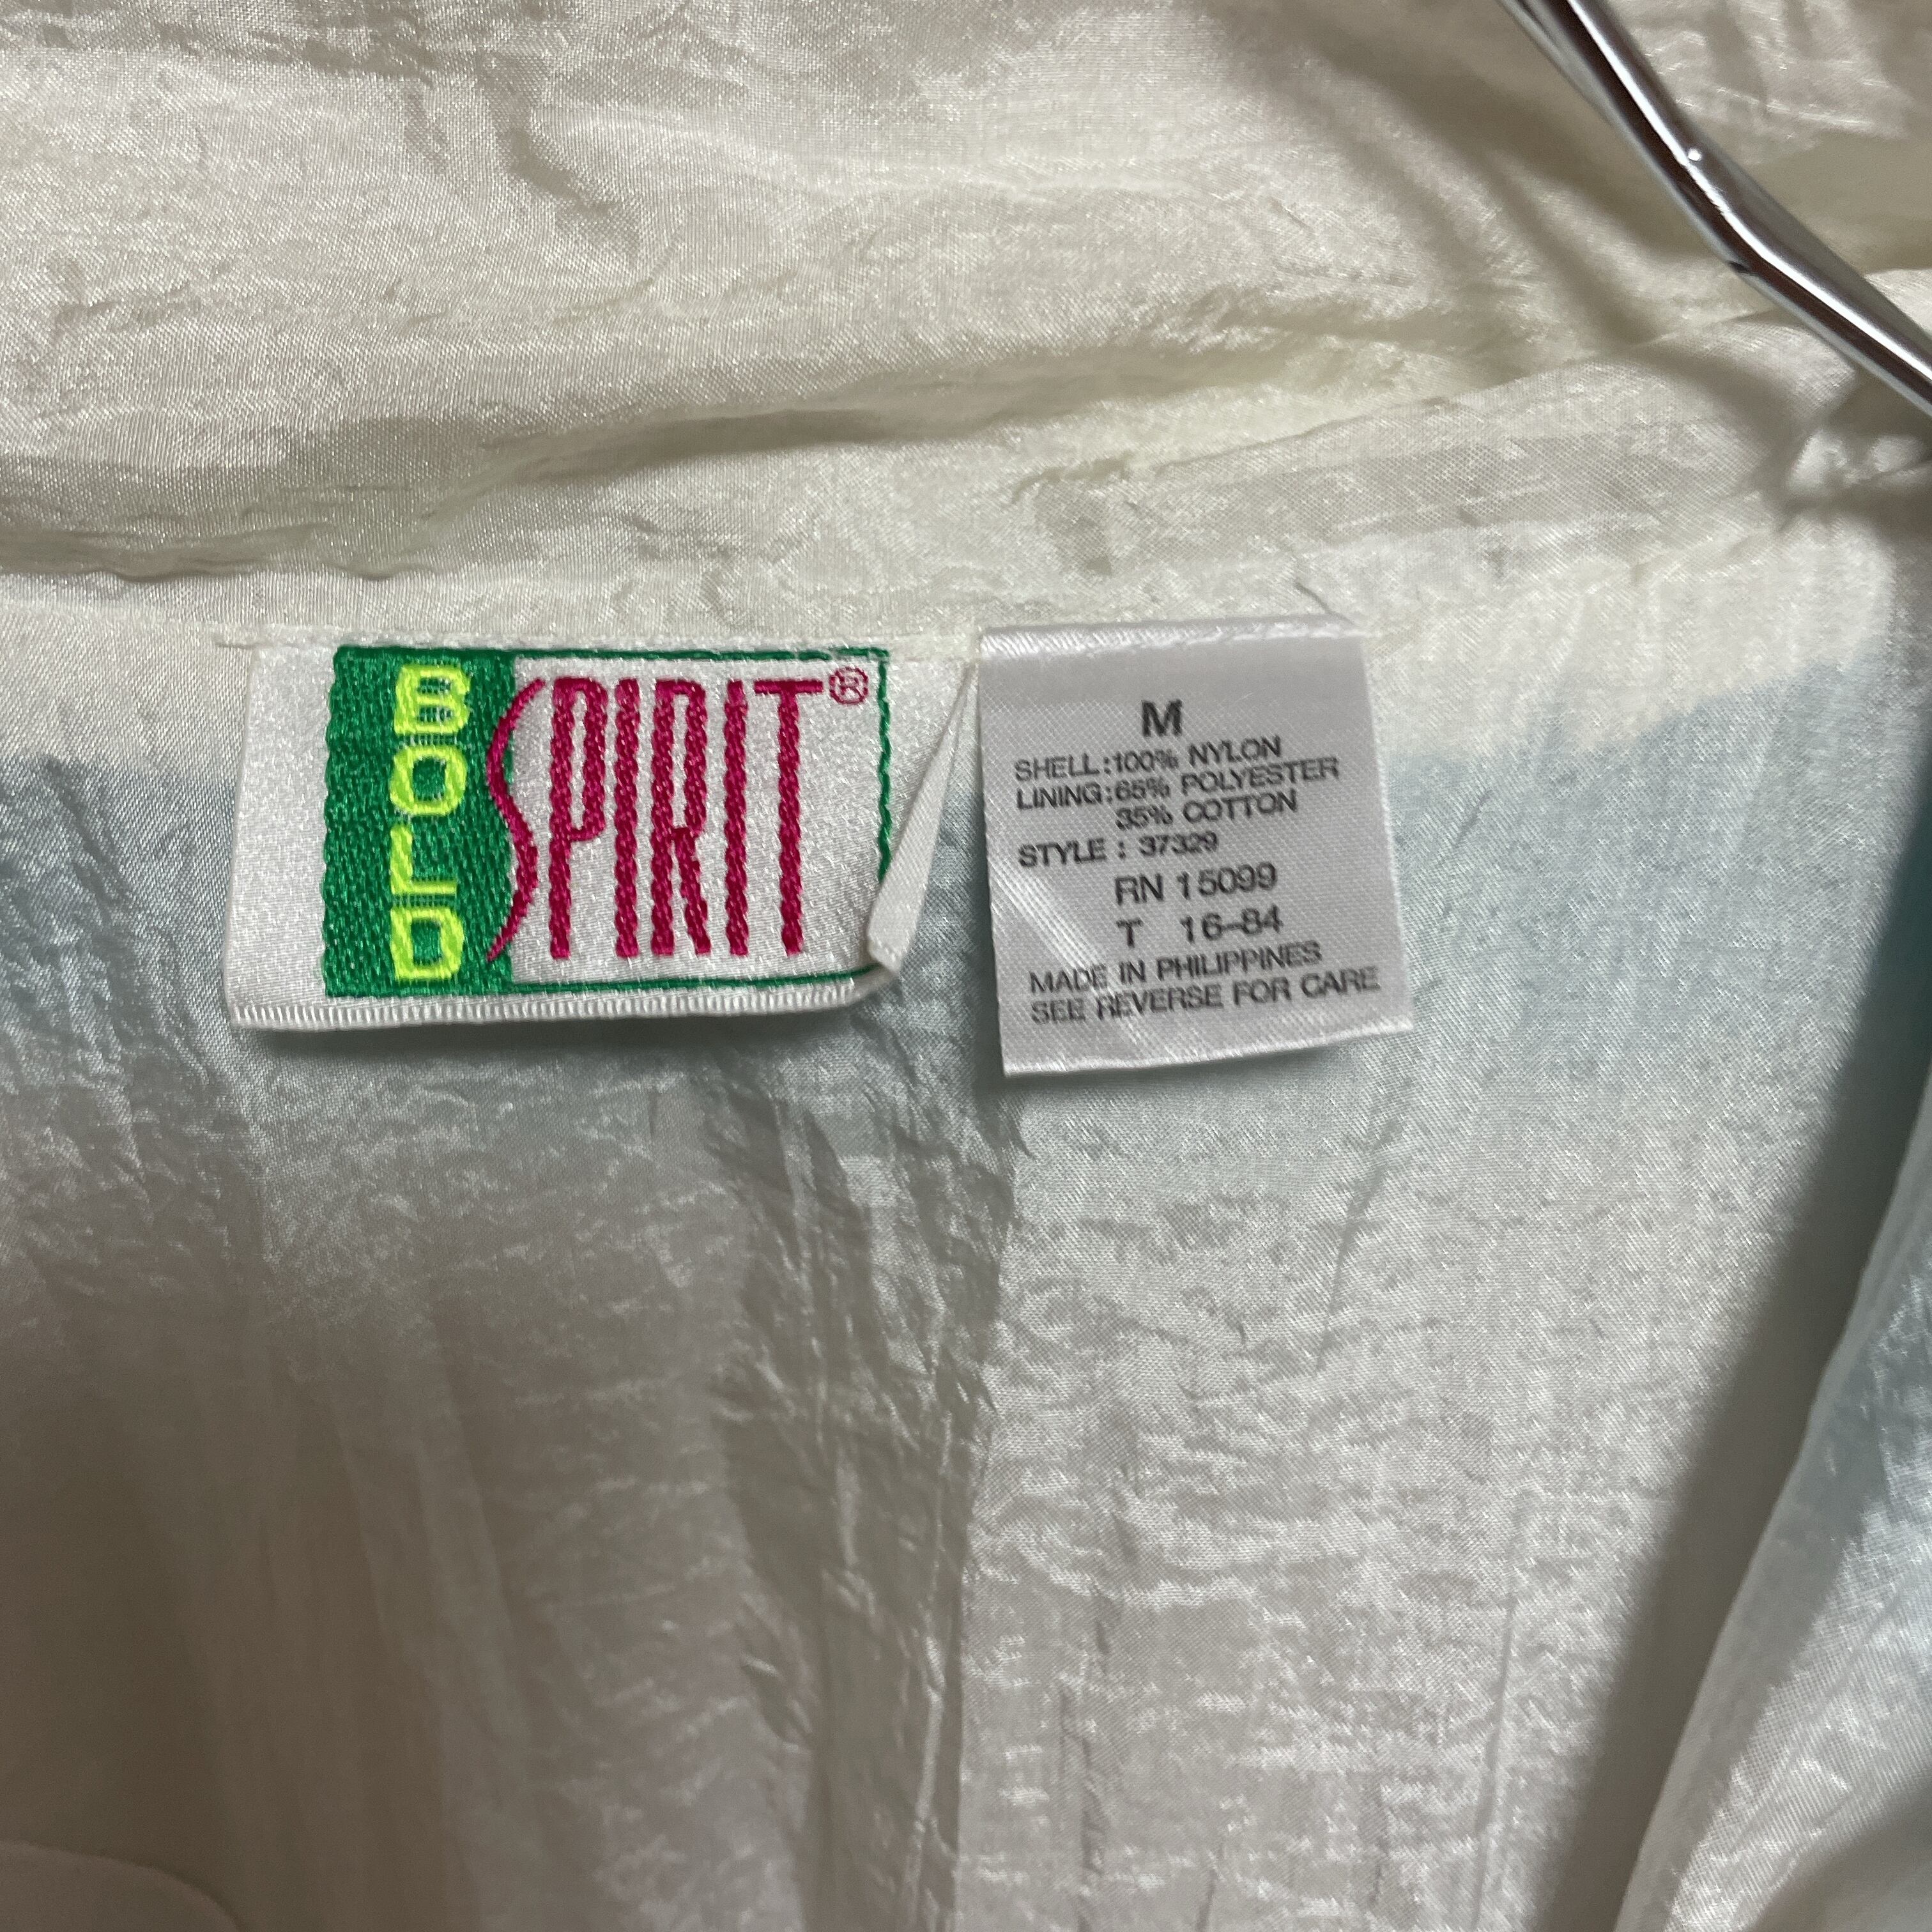 BOLD
SPIRIT®
M
SHELL:100% NYLON
LINING:65% POLYESTER
35% COTTON
STYLE : 37329
RN 15099
T 16-84
MADE IN PHILIPPINES
SEE REVERSE FOR CARE